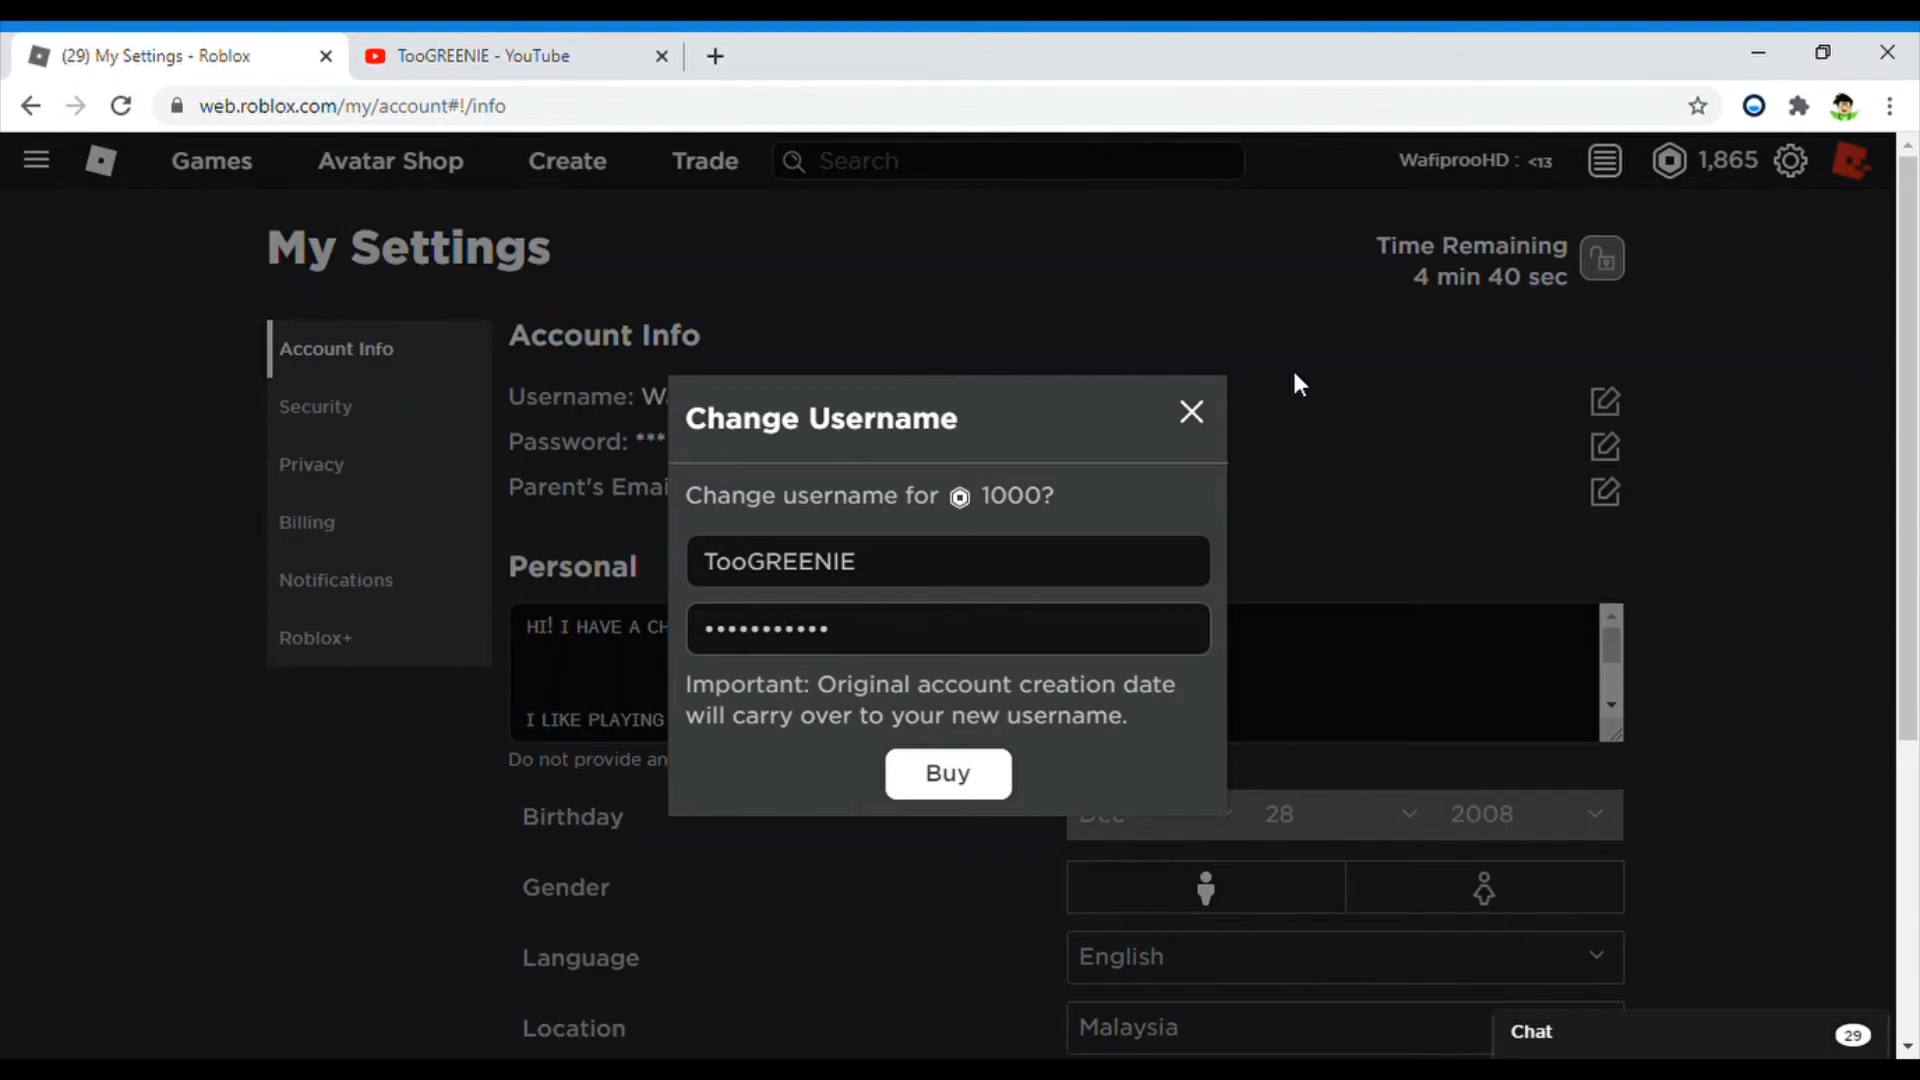 (29) My Settings - Roblox
TooGREENIE - YouTube
web.roblox.com/my/account#!/info
Games
Avatar Shop
Create
Trade
Search
WafiprooHD : <13
1,865
My Settings
Time Remaining
4 min 40 sec
Account Info
Security
Privacy
Billing
Notifications
Roblox+
Account Info
Username: Wa
Password: ***
Parent's Emai
Change Username
Change username for 1000?
TooGREENIE
•••••••••••
Important: Original account creation date
will carry over to your new username.
Buy
Personal
HI! I HAVE A CH
I LIKE PLAYING
Do not provide an
Birthday
Dec
28
2008
Gender
Language
English
Location
Malaysia
Chat
29